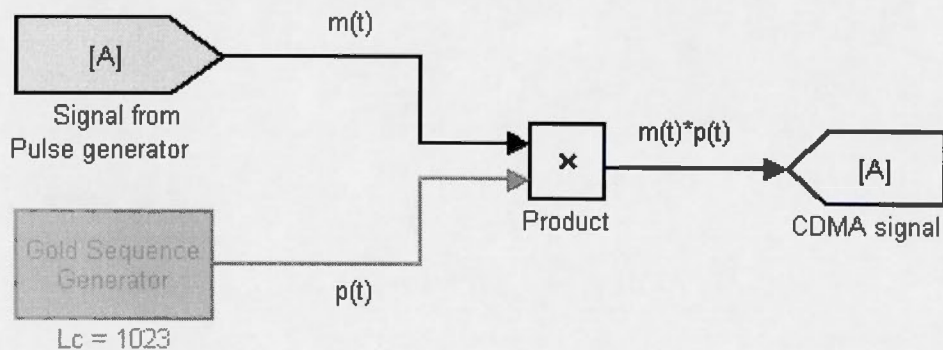 m(t)
[A]
Signal from
Pulse generator
Gold Sequence
Generator
Lc = 1023
p(t)
×
Product
m(t)*p(t)
[A]
CDMA signal